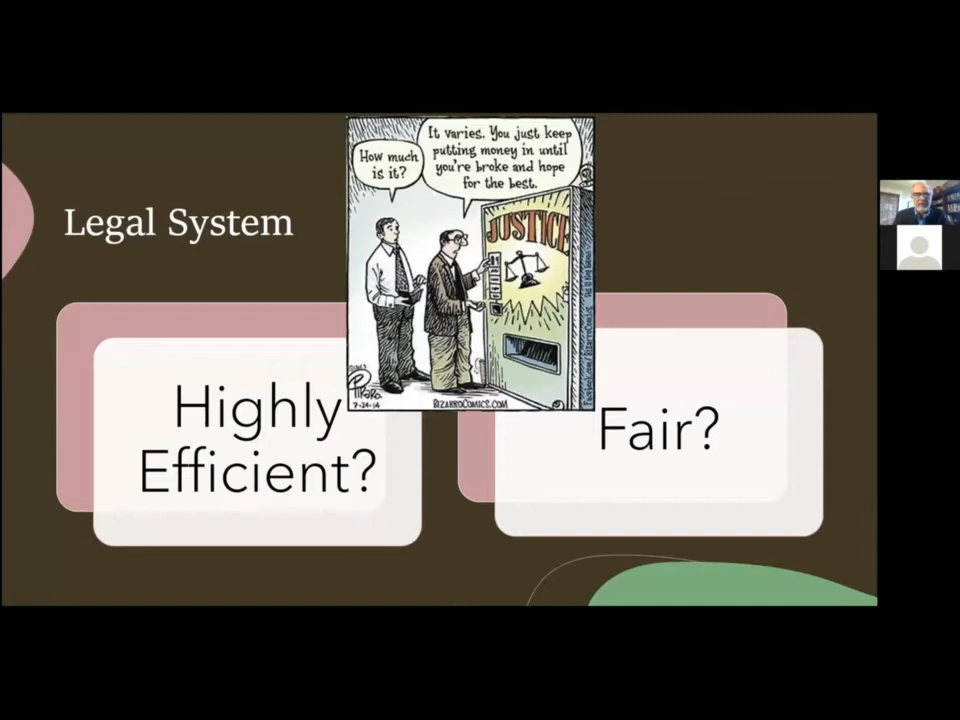 Legal System
How much
is it?
It varies. You just keep
putting money in until
you're broke and hope
for the best.
JUSTICE
PIRARO
7-24-14
BIZARROCOMICS.COM
Highly
Efficient?
Fair?